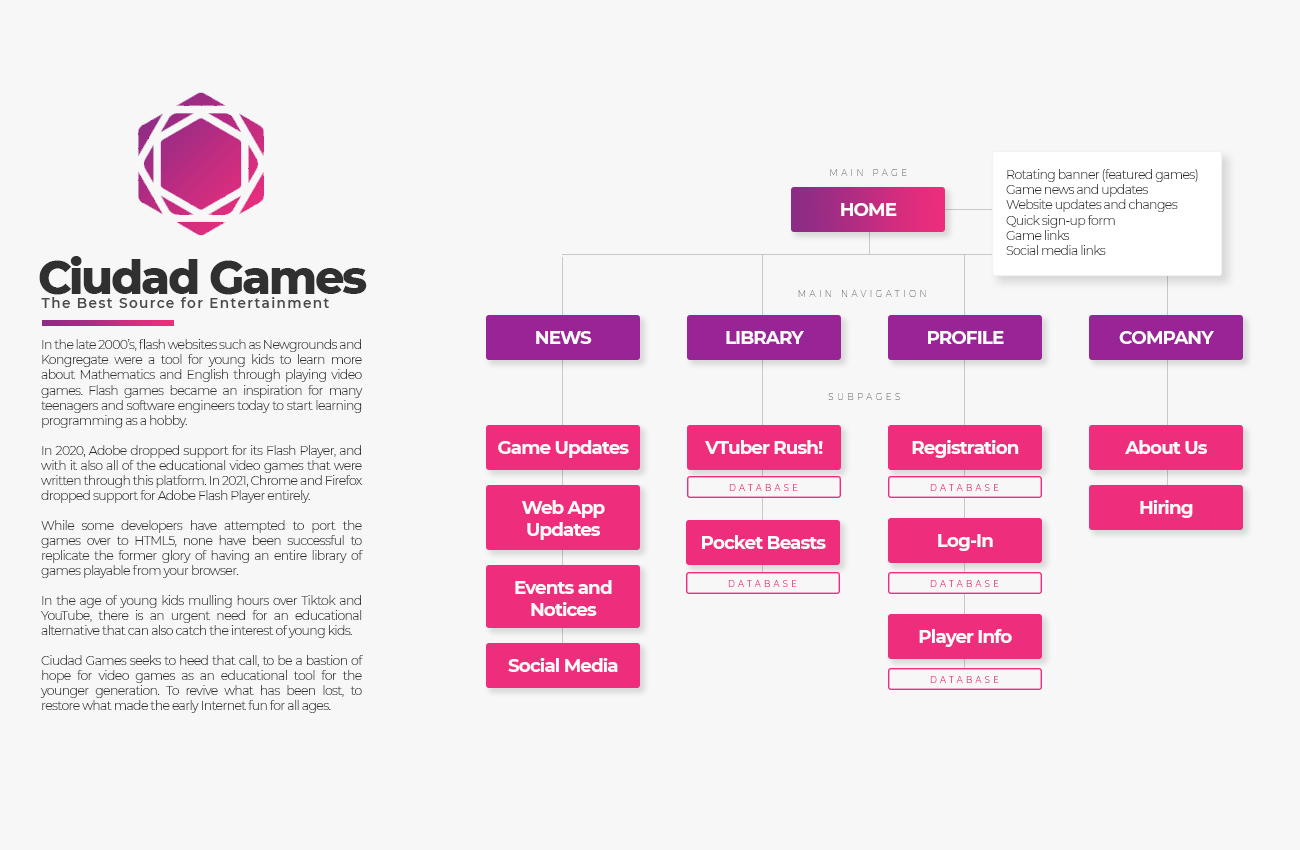 Ciudad Games
The Best Source for Entertainment
In the late 2000's, flash websites such as Newgrounds and
Kongregate were a tool for young kids to learn more
about Mathematics and English through playing video
games. Flash games became an inspiration for many
teenagers and software engineers today to start learning
programming as a hobby.
In 2020, Adobe dropped support for its Flash Player, and
with it also all of the educational video games that were
written through this platform. In 2021, Chrome and Firefox
dropped support for Adobe Flash Player entirely.
While some developers have attempted to port the
games over to HTML5, none have been successful to
replicate the former glory of having an entire library of
games playable from your browser.
In the age of young kids mulling hours over Tiktok and
YouTube, there is an urgent need for an educational
alternative that can also catch the interest of young kids.
Ciudad Games seeks to heed that call, to be a bastion of
hope for video games as an educational tool for the
younger generation. To revive what has been lost, to
restore what made the early Internet fun for all ages.
MAIN PAGE
HOME
Rotating banner (featured games)
Game news and updates
Website updates and changes
Quick sign-up form
Game links
Social media links
MAIN NAVIGATION
NEWS
LIBRARY
PROFILE
COMPANY
SUBPAGES
Game Updates
Web App
Updates
Events and
Notices
Social Media
VTuber Rush!
DATABASE
Pocket Beasts
DATABASE
Registration
DATABASE
Log-In
DATABASE
Player Info
DATABASE
About Us
Hiring